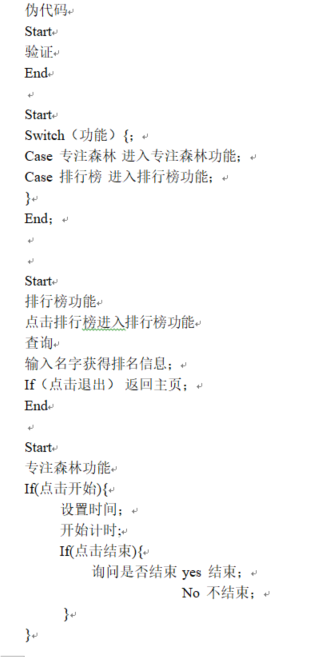 伪代码
Start
验证
End
Start
Switch（功能）{；
Case 专注森林 进入专注森林功能；
Case 排行榜 进入排行榜功能；
}
End；
Start
排行榜功能
点击排行榜进入排行榜功能
查询
输入名字获得排名信息；
If（点击退出） 返回主页；
End
Start
专注森林功能
If(点击开始){
设置时间；
开始计时;
If(点击结束){
询问是否结束 yes 结束；
No 不结束；
}
}